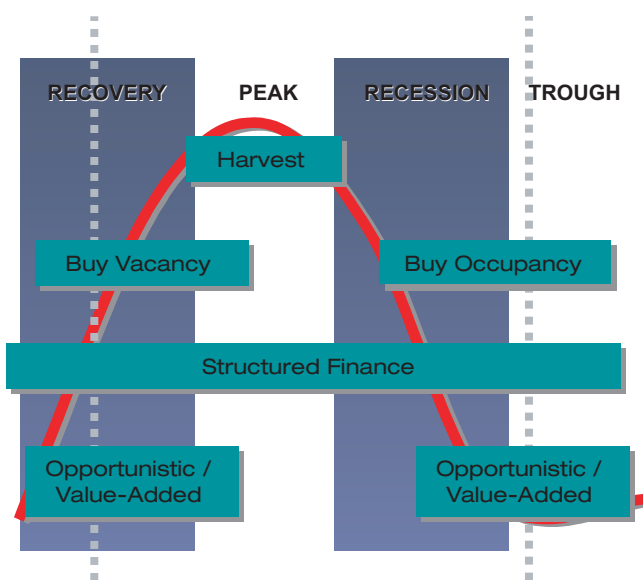 RECOVERY PEAK RECESSION TROUGH
Harvest
Buy Vacancy Buy Occupancy
Structured Finance
Opportunistic / Opportunistic /
Value-Added Value-Added